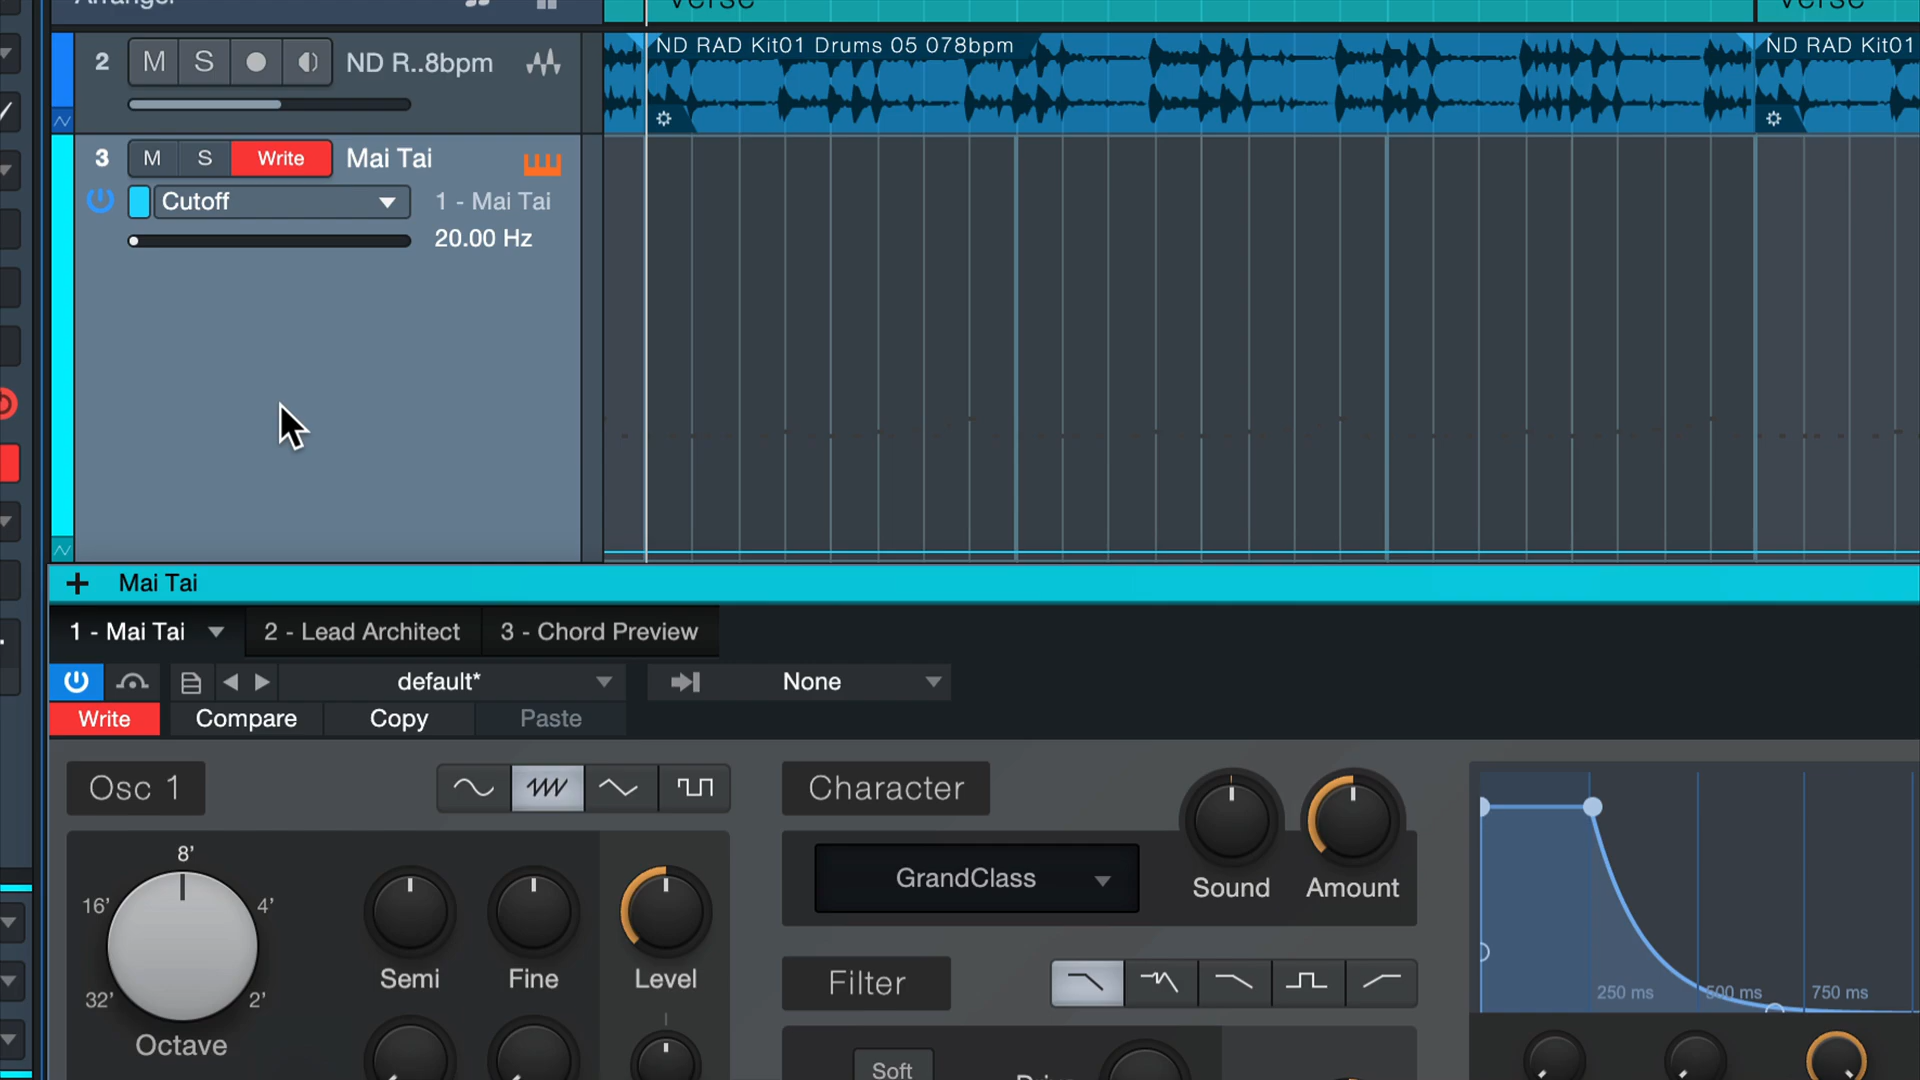 Arranger
Verse
Verse
2 M S ND R..8bpm
ND RAD Kit01 Drums 05 078bpm
ND RAD Kit01
3 M S Write Mai Tai
Cutoff 1 - Mai Tai
20.00 Hz
+ Mai Tai
1 - Mai Tai 2 - Lead Architect 3 - Chord Preview
default* None
Write Compare Copy Paste
Osc 1
Character
8'
16' 4'
32' 2'
Octave
Semi Fine Level
GrandClass
Sound Amount
Filter
250 ms 500 ms 750 ms
Soft